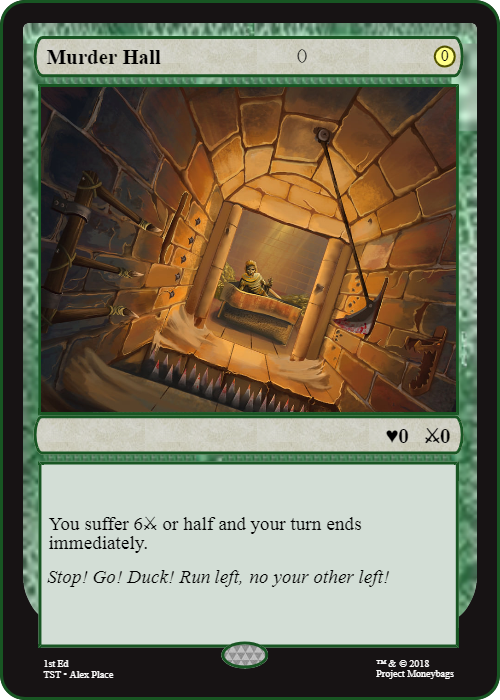 Murder Hall 0 0
♥0 ⚔0
You suffer 6⚔ or half and your turn ends
immediately.
Stop! Go! Duck! Run left, no your other left!
1st Ed
TST • Alex Place
™ & © 2018
Project Moneybags